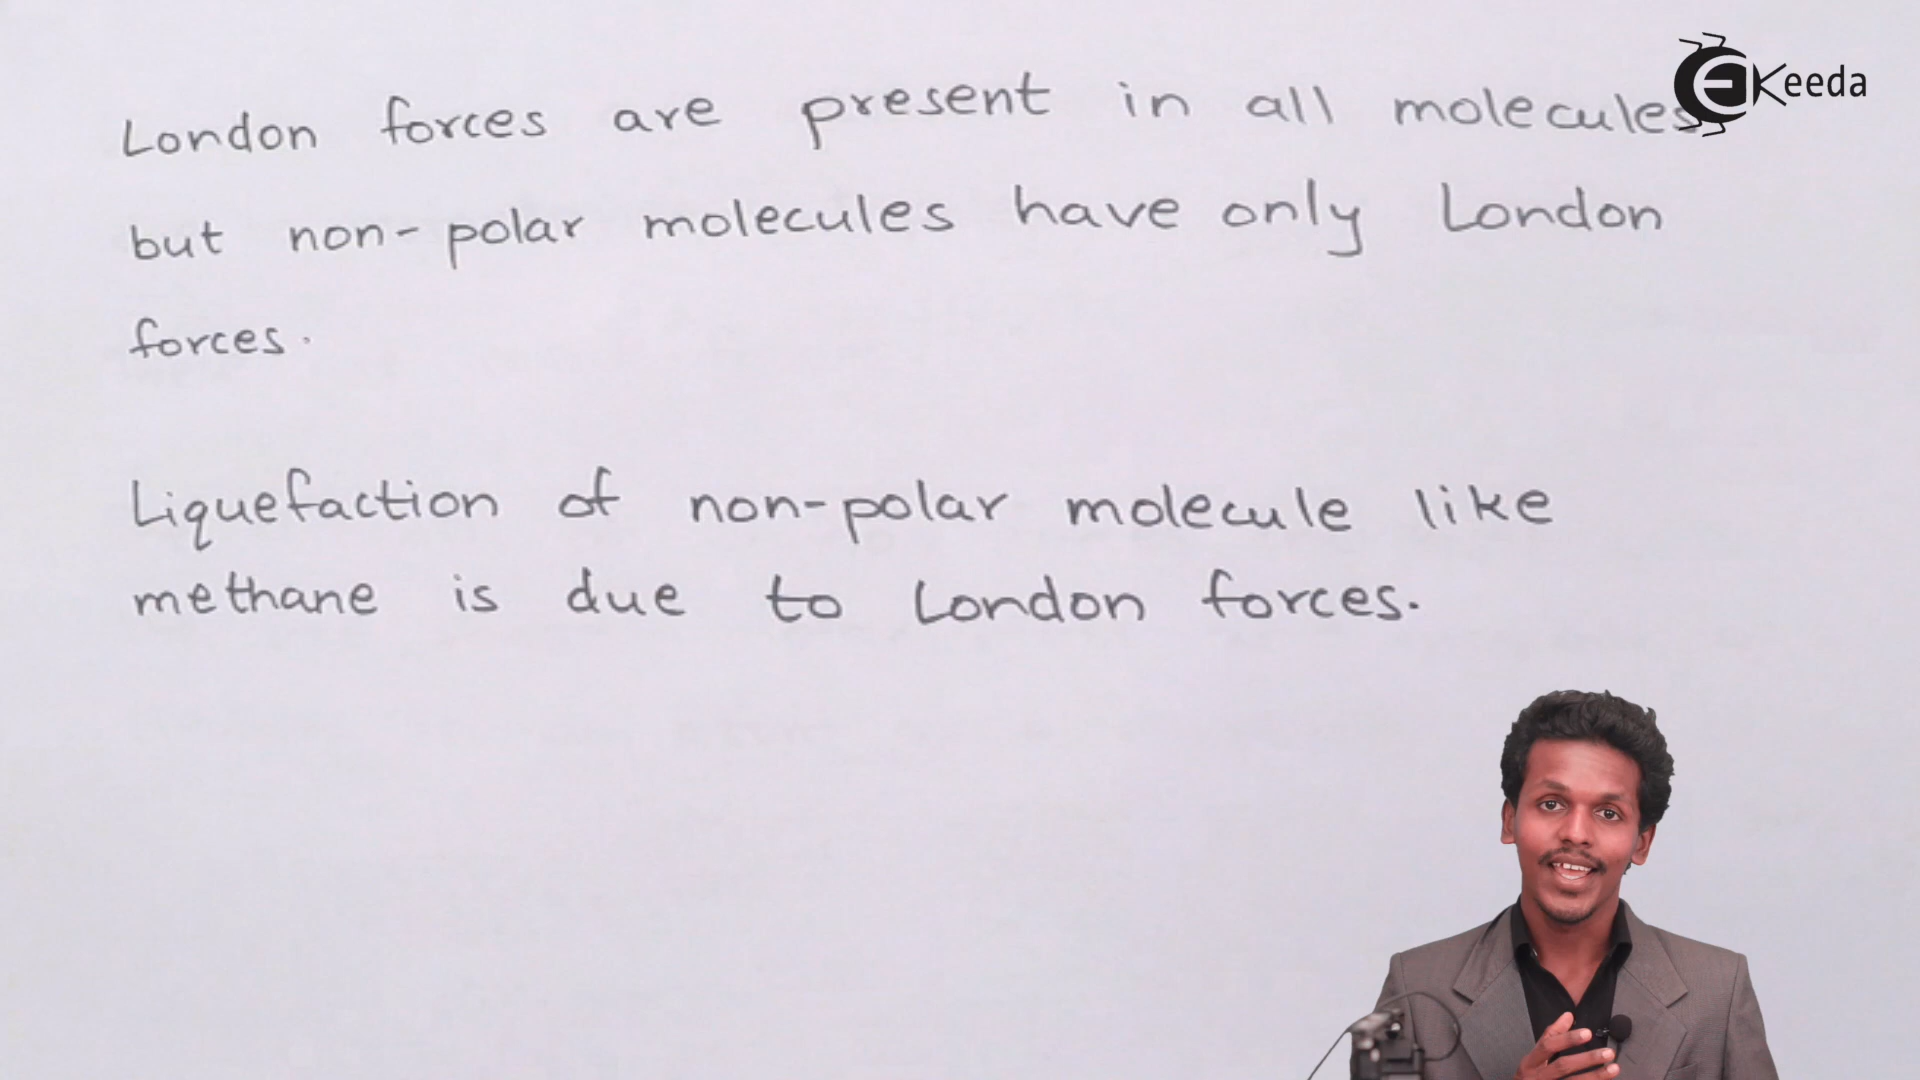 London forces are present in all molecules
but non-polar molecules have only London
forces.
Liquefaction of non-polar molecule like
methane is due to London forces.
EKeeda